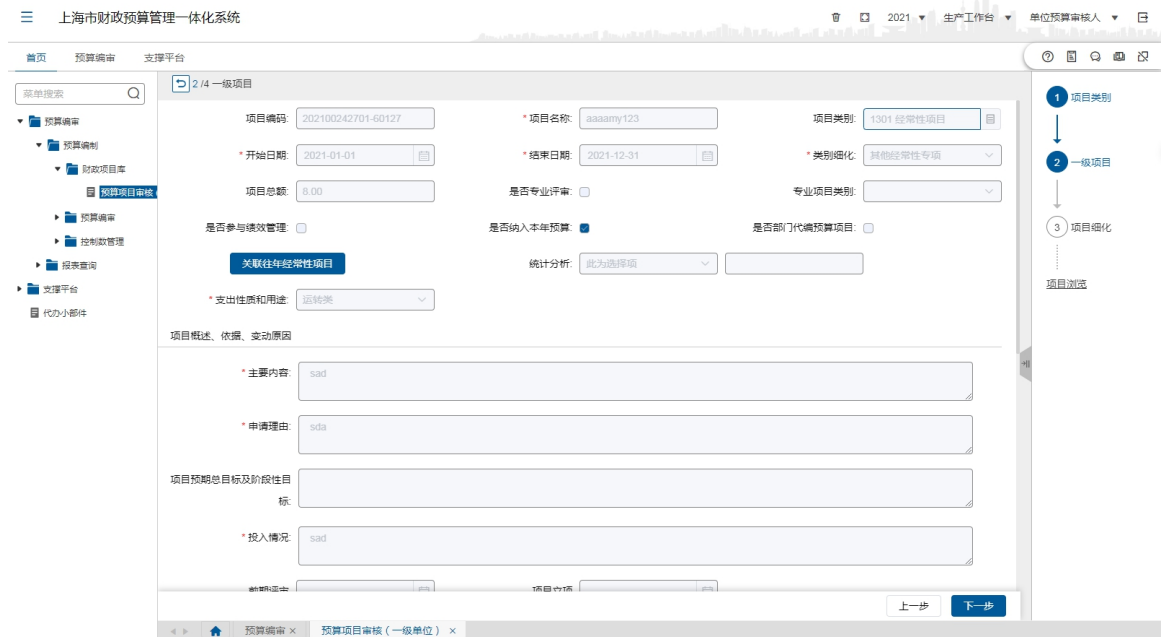 上海市财政预算管理一体化系统
2021 生产工作台 单位预算审核人
首页 预算编审 支撑平台
菜单搜索
预算编审
预算编制
财政项目库
预算项目审核
预算编审
控制数管理
报表查询
支撑平台
代办小部件
2 /4 一级项目
项目编码: 202100242701-60127 * 项目名称: aaaamy123 项目类别: 1301 经常性项目
* 开始日期: 2021-01-01 * 结束日期: 2021-12-31 * 类别细化: 其他经常性专项
项目总额: 8.00 是否专业评审: 专业项目类别:
是否参与绩效管理: 是否纳入本年预算: 是否部门代编预算项目:
关联往年经常性项目 统计分析: 此为选择项
* 支出性质和用途: 运转类
项目概述、依据、变动原因
* 主要内容: sad
* 申请理由: sda
项目预期总目标及阶段性目
标:
* 投入情况: sad
前期评审 项目立项
上一步 下一步
预算编审 × 预算项目审核（一级单位） ×
1 项目类别
2 一级项目
3 项目细化
项目浏览